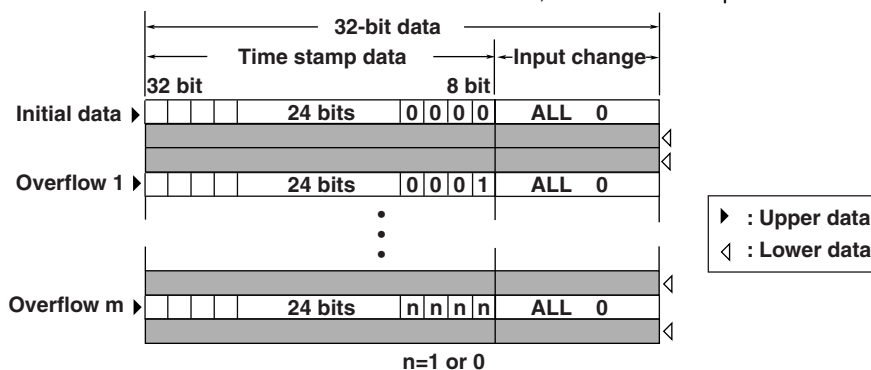 32-bit data
Time stamp data Input change
32 bit 8 bit
Initial data 24 bits 0 0 0 0 ALL 0
Overflow 1 24 bits 0 0 0 1 ALL 0
: Upper data
: Lower data
Overflow m 24 bits n n n n ALL 0
n=1 or 0